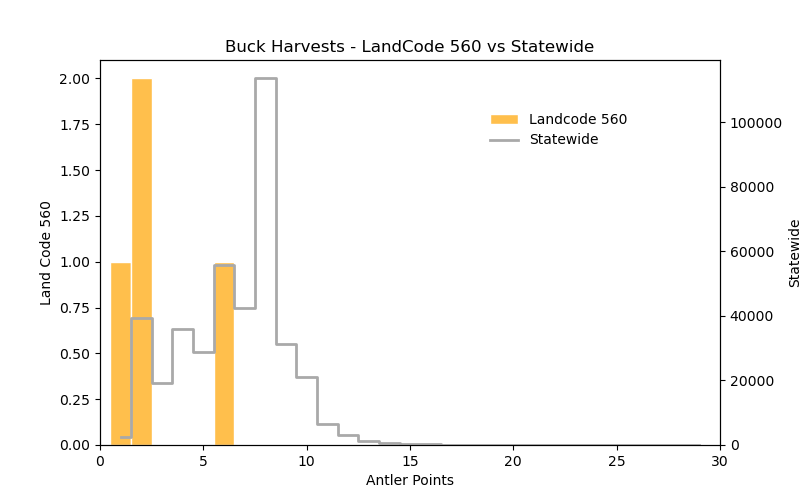 Buck Harvests - LandCode 560 vs Statewide
Land Code 560
2.00
1.75
1.50
1.25
1.00
0.75
0.50
0.25
0.00
Landcode 560
Statewide
100000
80000
60000
40000
20000
0
Statewide
0 5 10 15 20 25 30
Antler Points